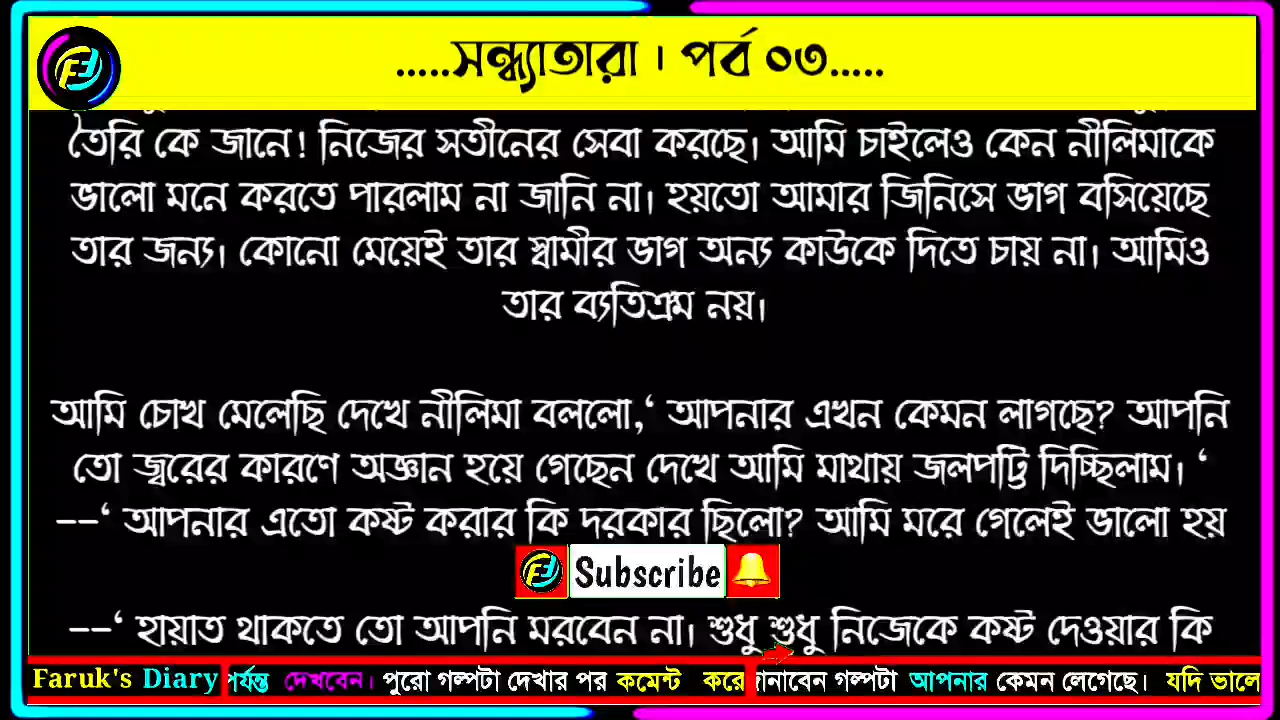 .....সন্ধ্যাতারা । পর্ব ০৩.....
তৈরি কে জানে! নিজের সতীনের সেবা করছে। আমি চাইলেও কেন নীলিমাকে
ভালো মনে করতে পারলাম না জানি না। হয়তো আমার জিনিসে ভাগ বসিয়েছে
তার জন্য। কোনো মেয়েই তার স্বামীর ভাগ অন্য কাউকে দিতে চায় না। আমিও
তার ব্যতিক্রম নয়।
আমি চোখ মেলেছি দেখে নীলিমা বললো,‘ আপনার এখন কেমন লাগছে? আপনি
তো জ্বরের কারণে অজ্ঞান হয়ে গেছেন দেখে আমি মাথায় জলপট্টি দিচ্ছিলাম। ‘
--‘ আপনার এতো কষ্ট করার কি দরকার ছিলো? আমি মরে গেলেই ভালো হয়
Subscribe
--‘ হায়াত থাকতে তো আপনি মরবেন না। শুধু শুধু নিজেকে কষ্ট দেওয়ার কি
Faruk's Diary পর্যন্ত দেখবেন। পুরো গল্পটা দেখার পর কমেন্ট করে জানাবেন গল্পটা আপনার কেমন লেগেছে। যদি ভালো